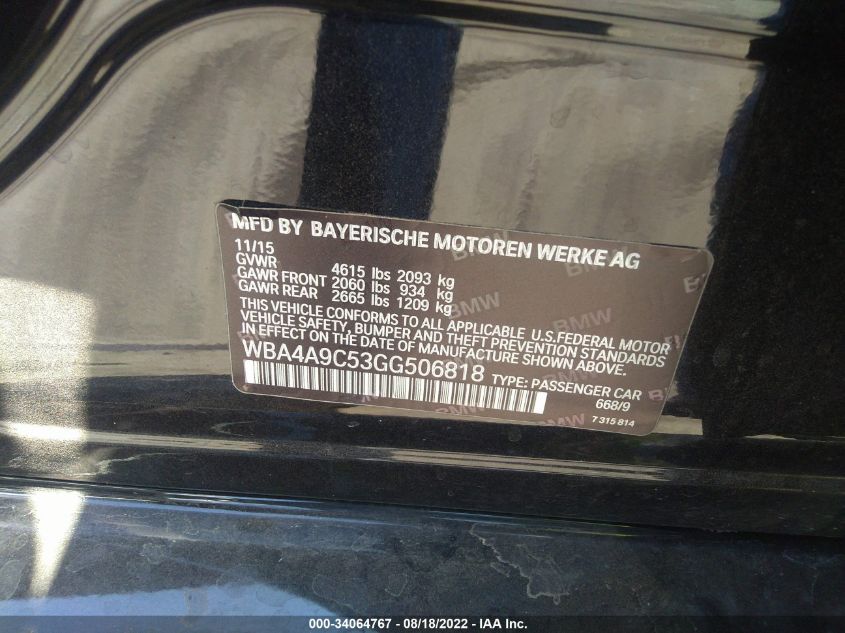 MFD BY BAYERISCHE MOTOREN WERKE AG
11/15
GVWR 4615 lbs 2093 kg
GAWR FRONT 2060 lbs 934 kg
GAWR REAR 2665 lbs 1209 kg
THIS VEHICLE CONFORMS TO ALL APPLICABLE U.S.FEDERAL MOTOR
VEHICLE SAFETY, BUMPER AND THEFT PREVENTION STANDARDS
IN EFFECT ON THE DATE OF MANUFACTURE SHOWN ABOVE.
WBA4A9C53GG506818 TYPE: PASSENGER CAR
668/9
7 315 814
000-34064767 - 08/18/2022 - IAA Inc.